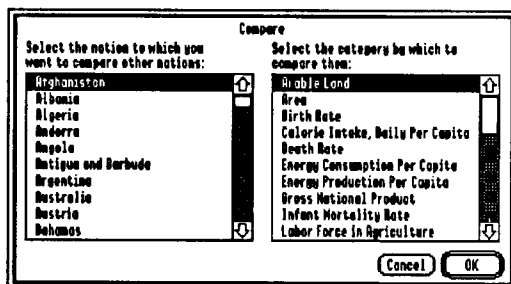 Compare
Select the nation to which you
want to compare other nations:
Afghanistan
Albania
Algeria
Andorra
Angola
Antigua and Barbuda
Argentina
Australia
Austria
Bahamas
Select the category by which to
compare them:
Arable Land
Area
Birth Rate
Calorie Intake, Daily Per Capita
Death Rate
Energy Consumption Per Capita
Energy Production Per Capita
Gross National Product
Infant Mortality Rate
Labor Force in Agriculture
Cancel
OK